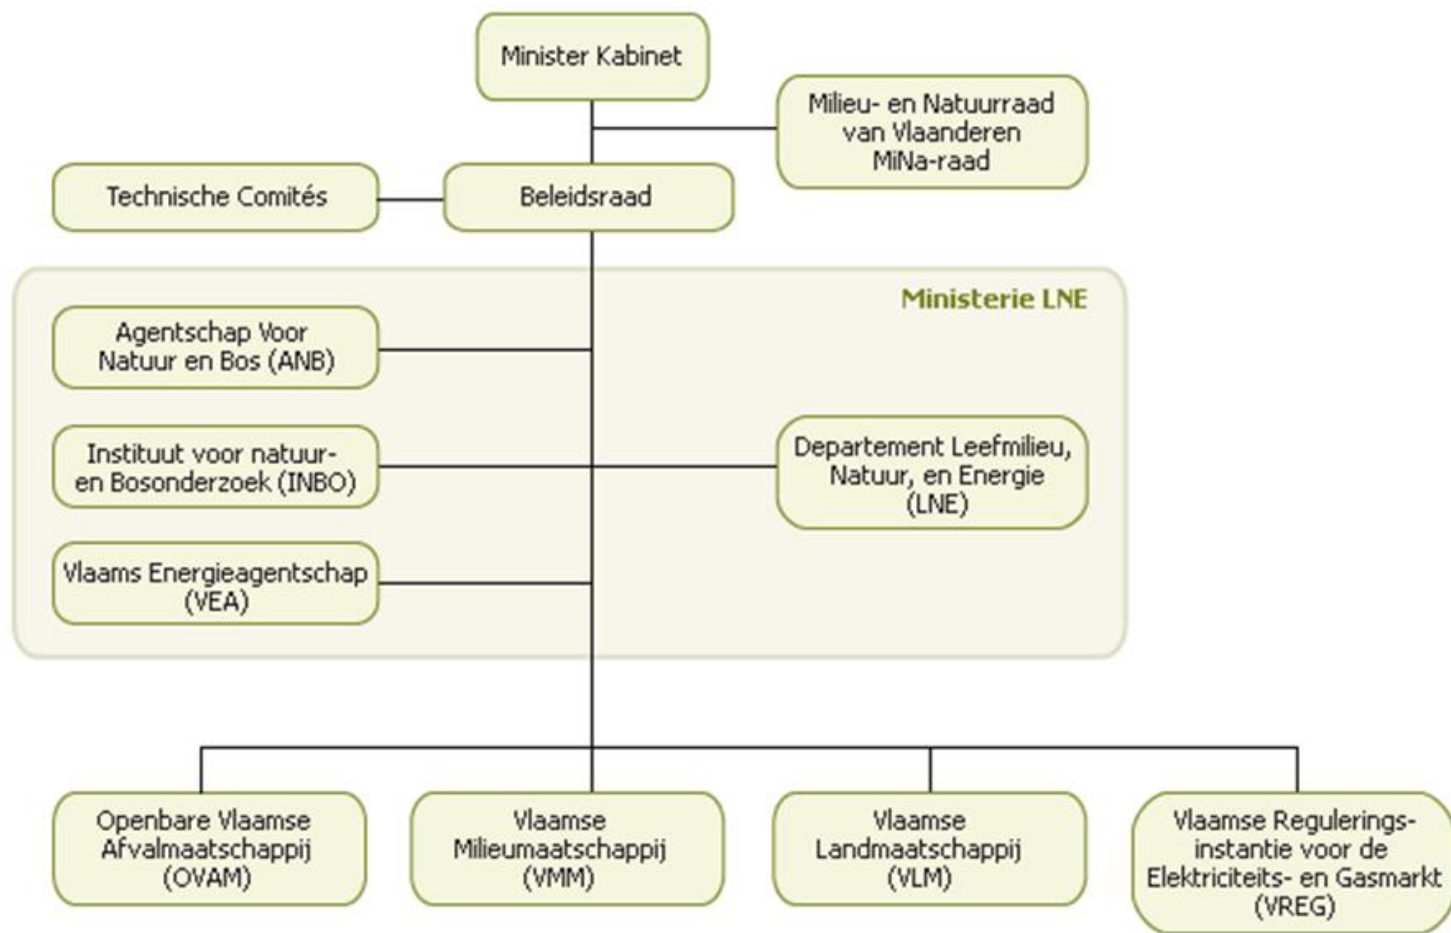 Minister Kabinet
Milieu- en Natuurraad
van Vlaanderen
MiNa-raad
Technische Comités
Beleidsraad
Ministerie LNE
Agentschap Voor
Natuur en Bos (ANB)
Instituut voor natuur-
en Bosonderzoek (INBO)
Departement Leefmilieu,
Natuur, en Energie
(LNE)
Vlaams Energieagentschap
(VEA)
Openbare Vlaamse
Afvalmaatschappij
(OVAM)
Vlaamse
Milieumaatschappij
(VMM)
Vlaamse
Landmaatschappij
(VLM)
Vlaamse Regulerings-
instantie voor de
Elektriciteits- en Gasmarkt
(VREG)